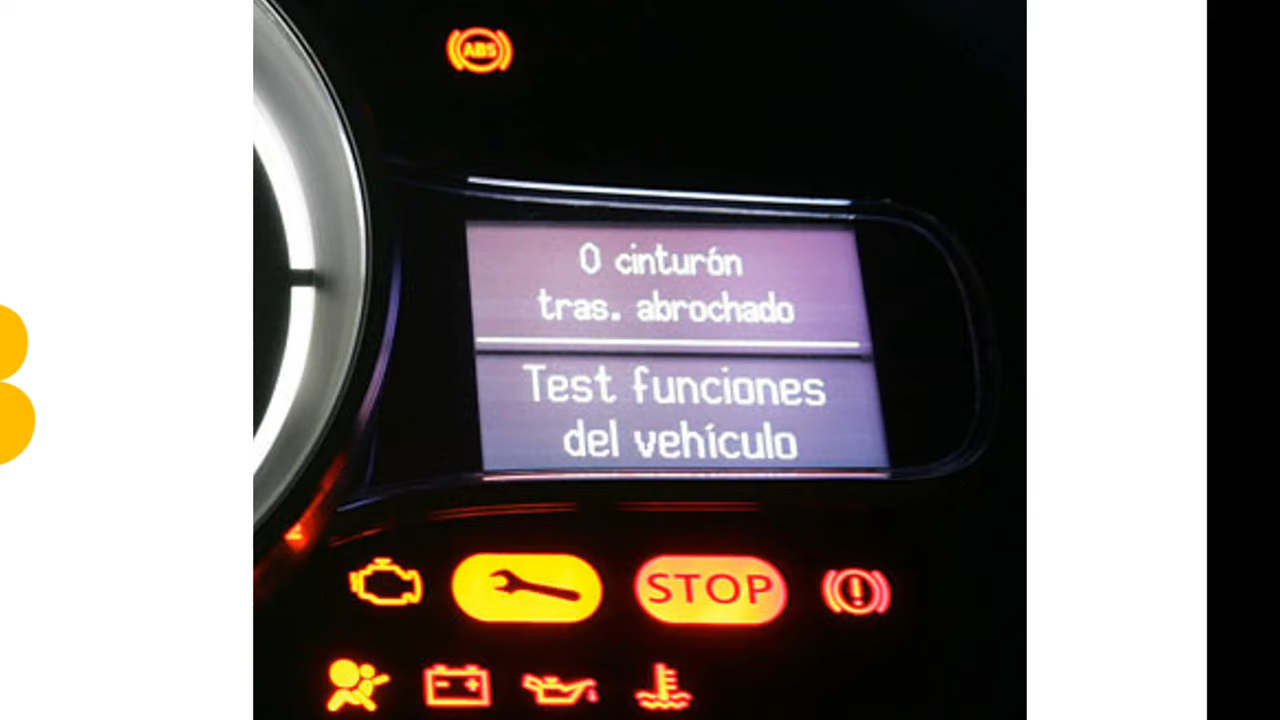 ABS
0 cinturón
tras. abrochado
Test funciones
del vehículo
STOP